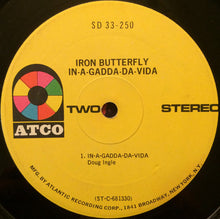 SD 33-250
IRON BUTTERFLY
IN-A-GADDA-DA-VIDA
TWO STEREO
ATCO
1. IN-A-GADDA-DA-VIDA
Doug Ingle
(ST-C-681330)
MFG. BY ATLANTIC RECORDING CORP., 1841 BROADWAY, NEW YORK, N.Y.